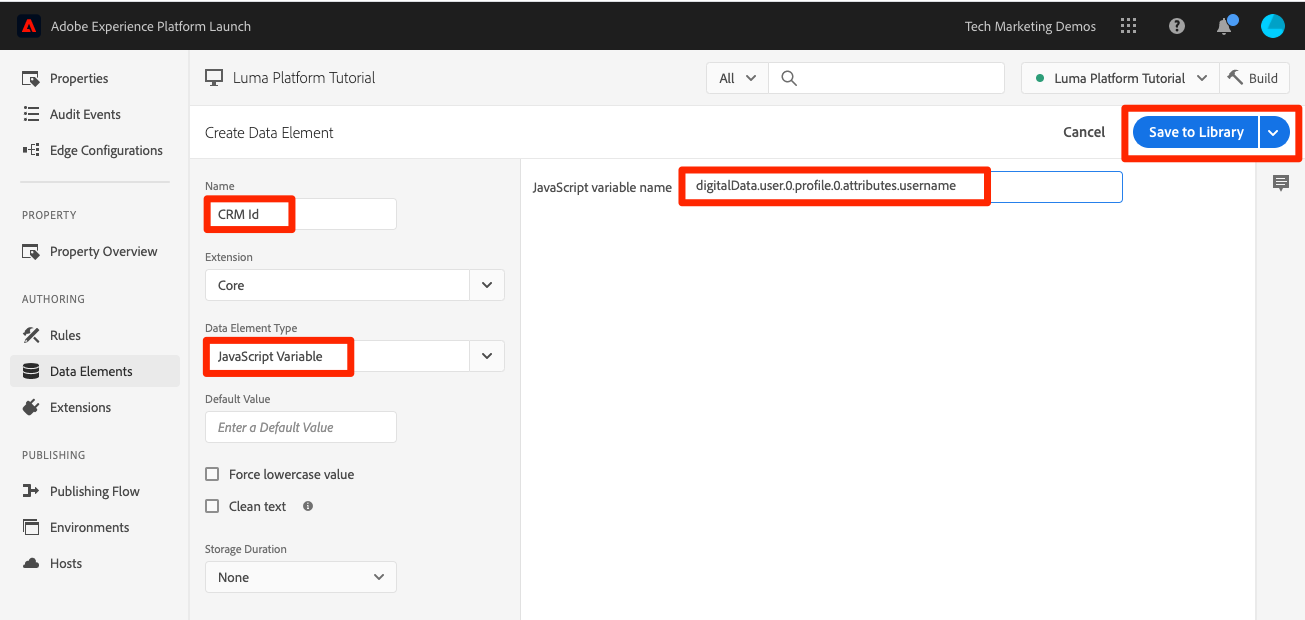 Adobe Experience Platform Launch
Tech Marketing Demos
Properties
Audit Events
Edge Configurations
PROPERTY
Property Overview
AUTHORING
Rules
Data Elements
Extensions
PUBLISHING
Publishing Flow
Environments
Hosts
Luma Platform Tutorial
All
Luma Platform Tutorial
Build
Create Data Element
Cancel
Save to Library
Name
CRM Id
Extension
Core
Data Element Type
JavaScript Variable
Default Value
Enter a Default Value
Force lowercase value
Clean text
Storage Duration
None
JavaScript variable name
digitalData.user.0.profile.0.attributes.username